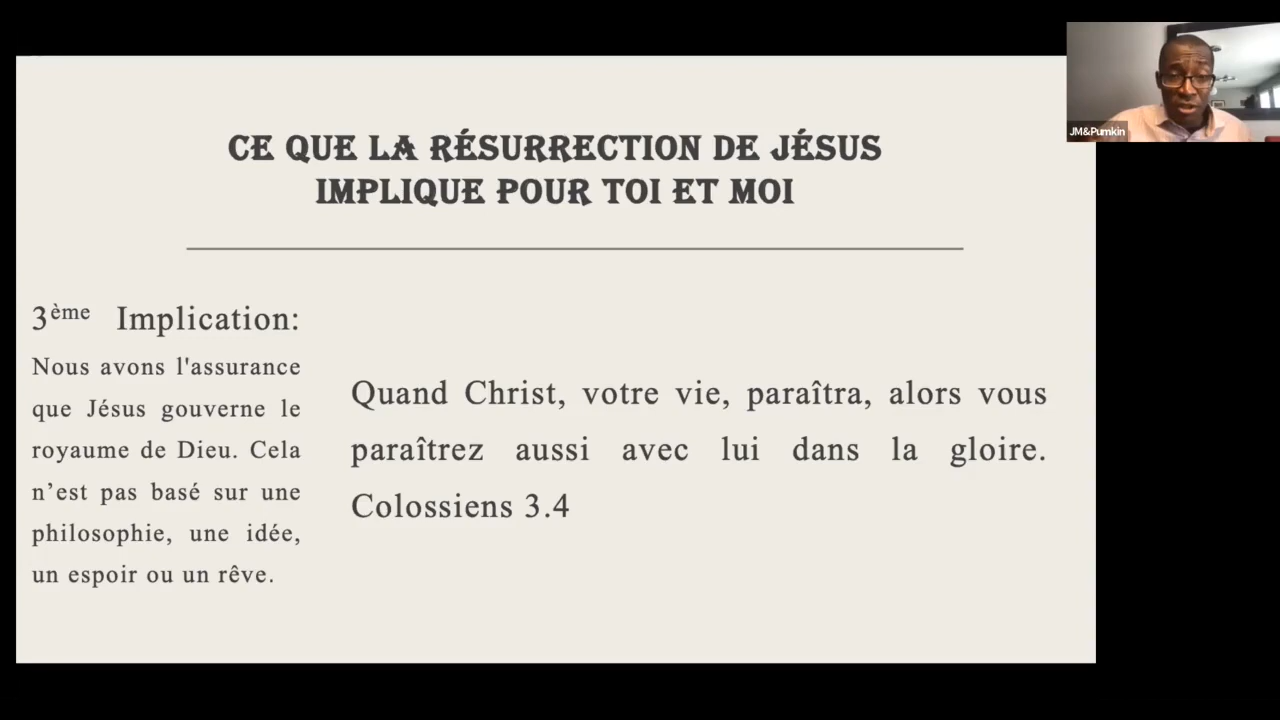 CE QUE LA RÉSURRECTION DE JÉSUS
IMPLIQUE POUR TOI ET MOI
3ème Implication:
Nous avons l'assurance
que Jésus gouverne le
royaume de Dieu. Cela
n’est pas basé sur une
philosophie, une idée,
un espoir ou un rêve.
Quand Christ, votre vie, paraîtra, alors vous
paraîtrez aussi avec lui dans la gloire.
Colossiens 3.4
JM&Pumkin